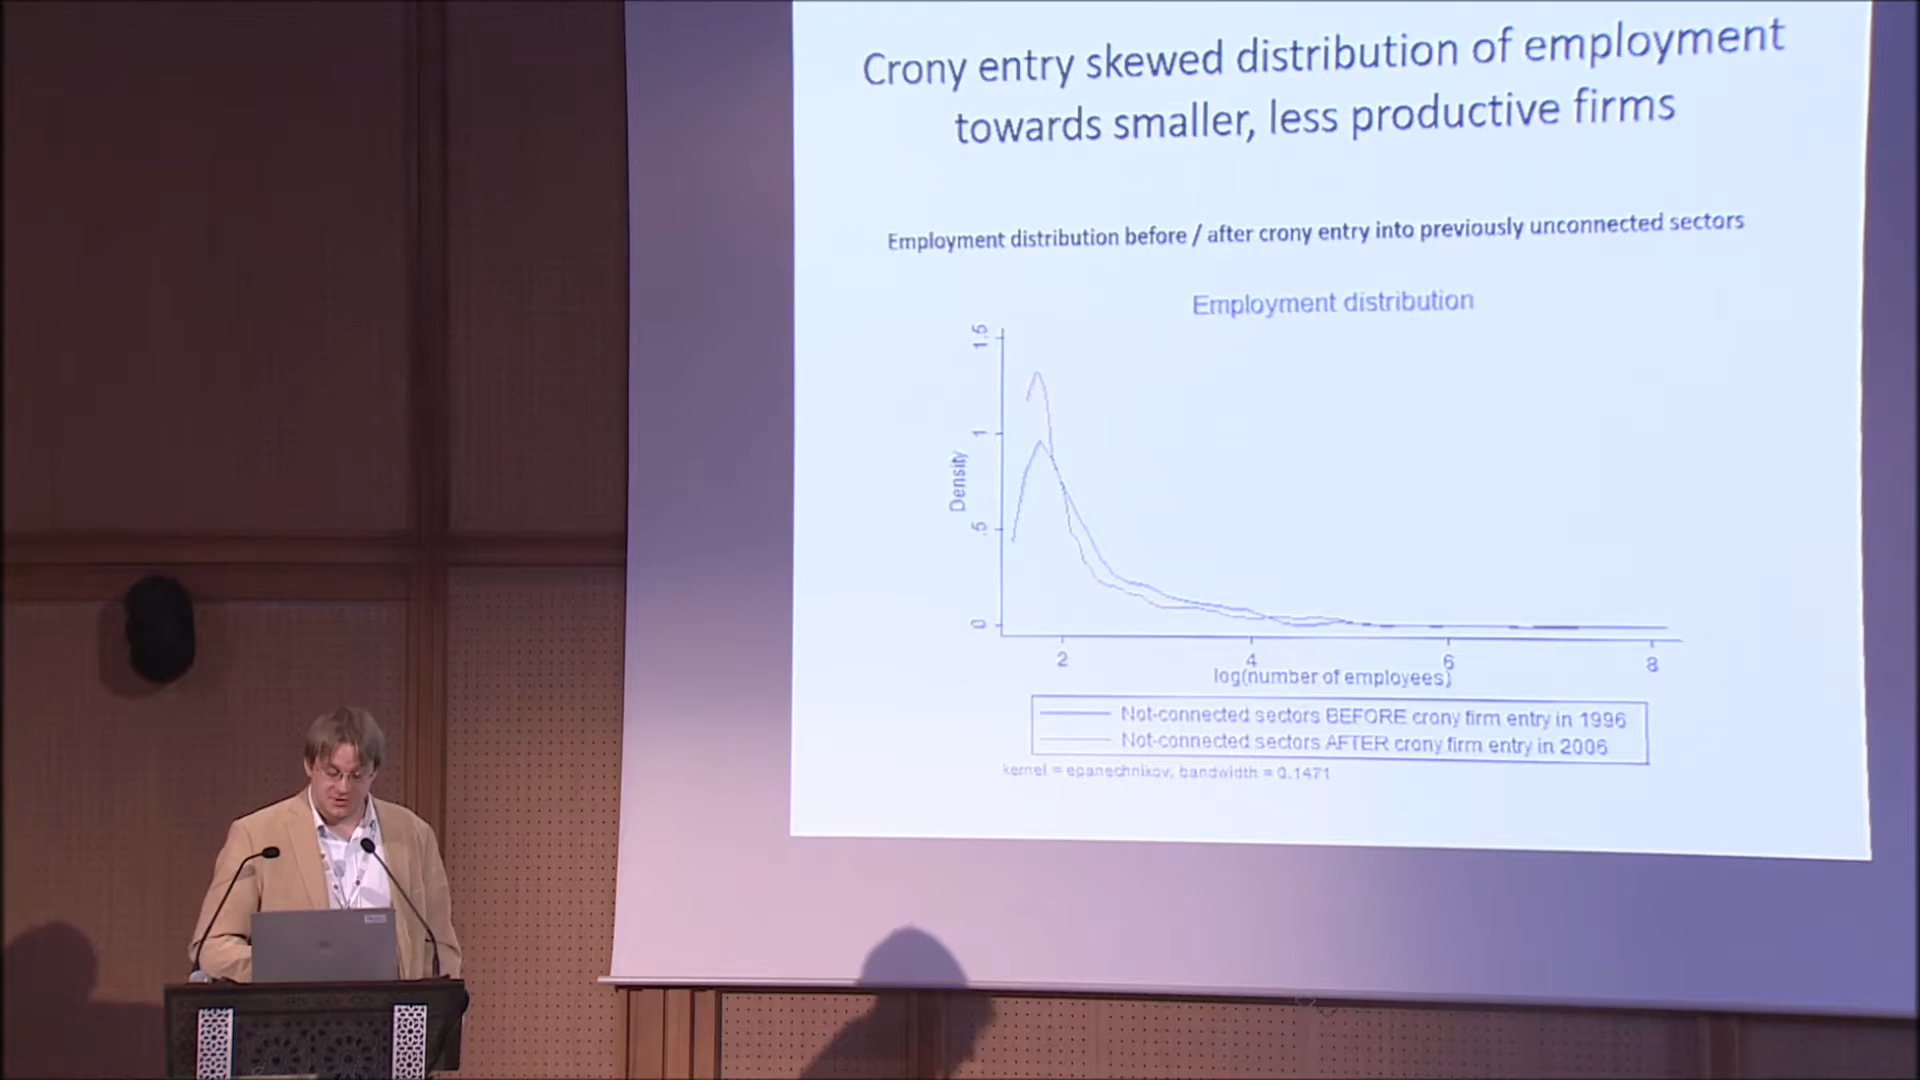 Crony entry skewed distribution of employment
towards smaller, less productive firms
Employment distribution before / after crony entry into previously unconnected sectors
Employment distribution
1.5
1
.5
0
Density
2
4
6
8
log(number of employees)
Not-connected sectors BEFORE crony firm entry in 1996
Not-connected sectors AFTER crony firm entry in 2006
kernel = epanechnikov, bandwidth = 0.1471